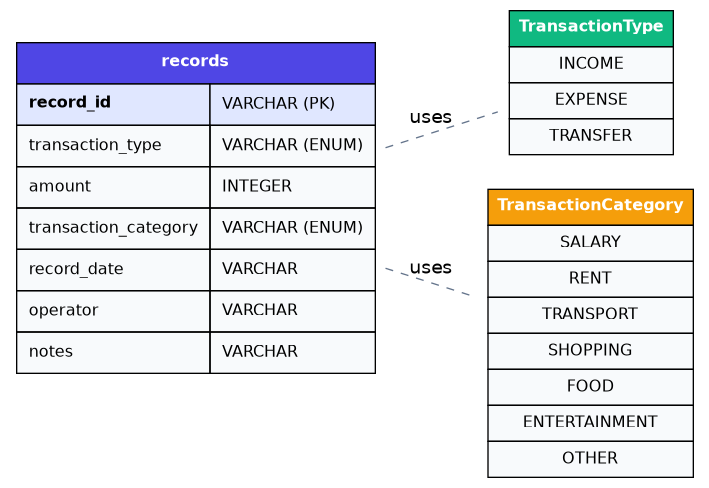 records
record_id VARCHAR (PK)
transaction_type VARCHAR (ENUM)
amount INTEGER
transaction_category VARCHAR (ENUM)
record_date VARCHAR
operator VARCHAR
notes VARCHAR
uses
uses
TransactionType
INCOME
EXPENSE
TRANSFER
TransactionCategory
SALARY
RENT
TRANSPORT
SHOPPING
FOOD
ENTERTAINMENT
OTHER